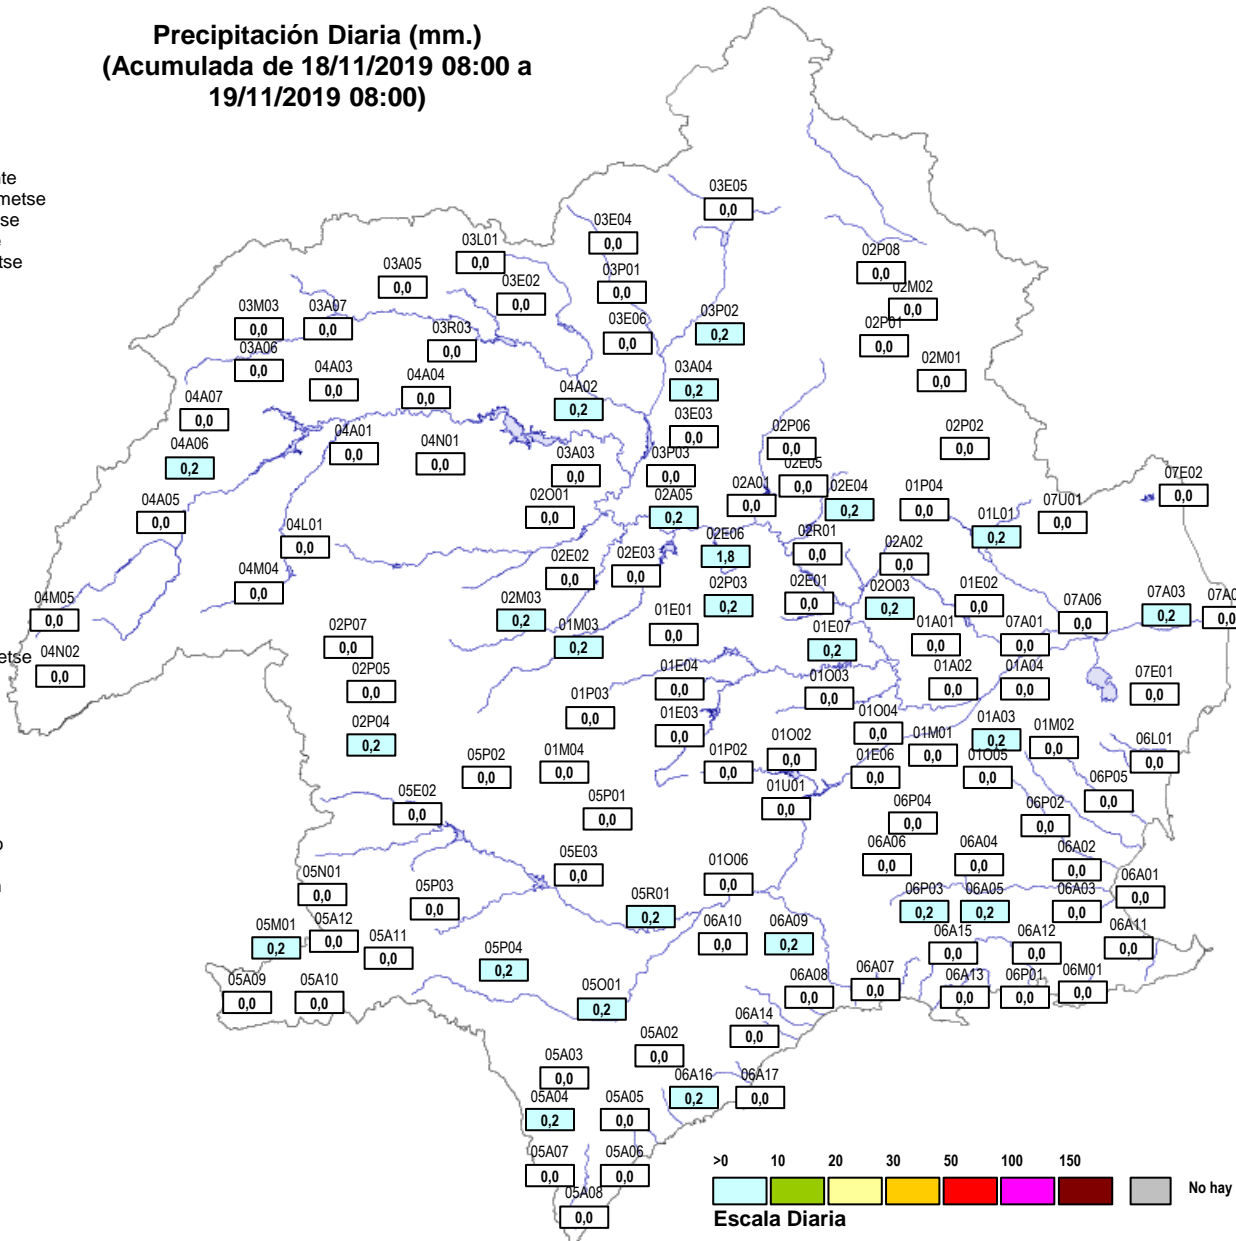 Precipitación Diaria (mm.)
(Acumulada de 18/11/2019 08:00 a
19/11/2019 08:00)
03E05
0,0
03E04
0,0
03L01
0,0
02P08
0,0
03A05
0,0
03P01
0,0
03E02
0,0
02M02
0,0
03M03
0,0
03A07
0,0
03P02
0,2
03E06
0,0
02P01
0,0
03R03
0,0
03A06
0,0
02M01
0,0
04A03
0,0
04A04
0,0
04A02
0,2
03A04
0,2
04A07
0,0
03E03
0,0
04A01
0,0
04N01
0,0
02P06
0,0
02P02
0,0
04A06
0,2
03A03
0,0
03P03
0,0
02E05
0,0
07E02
0,0
04A05
0,0
02O01
0,0
02A05
0,2
02A01
0,0
02E04
0,2
01P04
0,0
07U01
0,0
01L01
0,2
04L01
0,0
02E06
1,8
02R01
0,0
02A02
0,0
04M04
0,0
02E02
0,0
02E03
0,0
04M05
0,0
02M03
0,2
02P03
0,2
02E01
0,0
02O03
0,2
01E02
0,0
07A06
0,0
07A03
0,2
07A0
0,0
02P07
0,0
01M03
0,2
01E01
0,0
01E07
0,2
01A01
0,0
07A01
0,0
04N02
0,0
02P05
0,0
01E04
0,0
01O03
0,0
01A02
0,0
01A04
0,0
07E01
0,0
01P03
0,0
02P04
0,2
01E03
0,0
01O04
0,0
01A03
0,2
01M02
0,0
01M01
0,0
06L01
0,0
05P02
0,0
01M04
0,0
01P02
0,0
01O02
0,0
01E06
0,0
01O05
0,0
05E02
0,0
05P01
0,0
01U01
0,0
06P05
0,0
06P04
0,0
06P02
0,0
05E03
0,0
01O06
0,0
06A06
0,0
06A04
0,0
06A02
0,0
05N01
0,0
05P03
0,0
05R01
0,2
06P03
0,2
06A05
0,2
06A03
0,0
06A01
0,0
05M01
0,2
05A12
0,0
05A11
0,0
05P04
0,2
06A10
0,0
06A09
0,2
06A15
0,0
06A12
0,0
06A11
0,0
05A09
0,0
05A10
0,0
05O01
0,2
06A08
0,0
06A07
0,0
06A13
0,0
06P01
0,0
06M01
0,0
06A14
0,0
05A02
0,0
05A03
0,0
06A16
0,2
06A17
0,0
05A04
0,2
05A05
0,0
05A07
0,0
05A06
0,0
05A08
0,0
>0 10 20 30 50 100 150
No hay
Escala Diaria